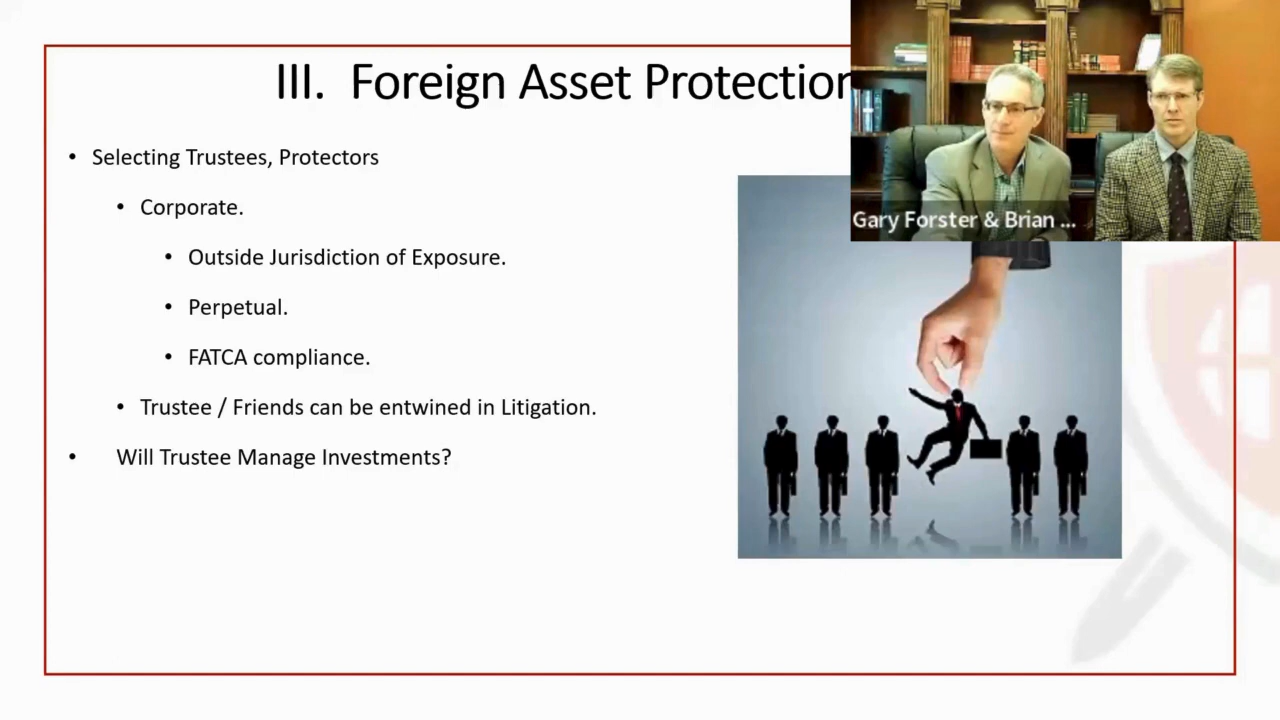 III. Foreign Asset Protection
• Selecting Trustees, Protectors
• Corporate.
• Outside Jurisdiction of Exposure.
• Perpetual.
• FATCA compliance.
• Trustee / Friends can be entwined in Litigation.
• Will Trustee Manage Investments?
Gary Forster & Brian ...